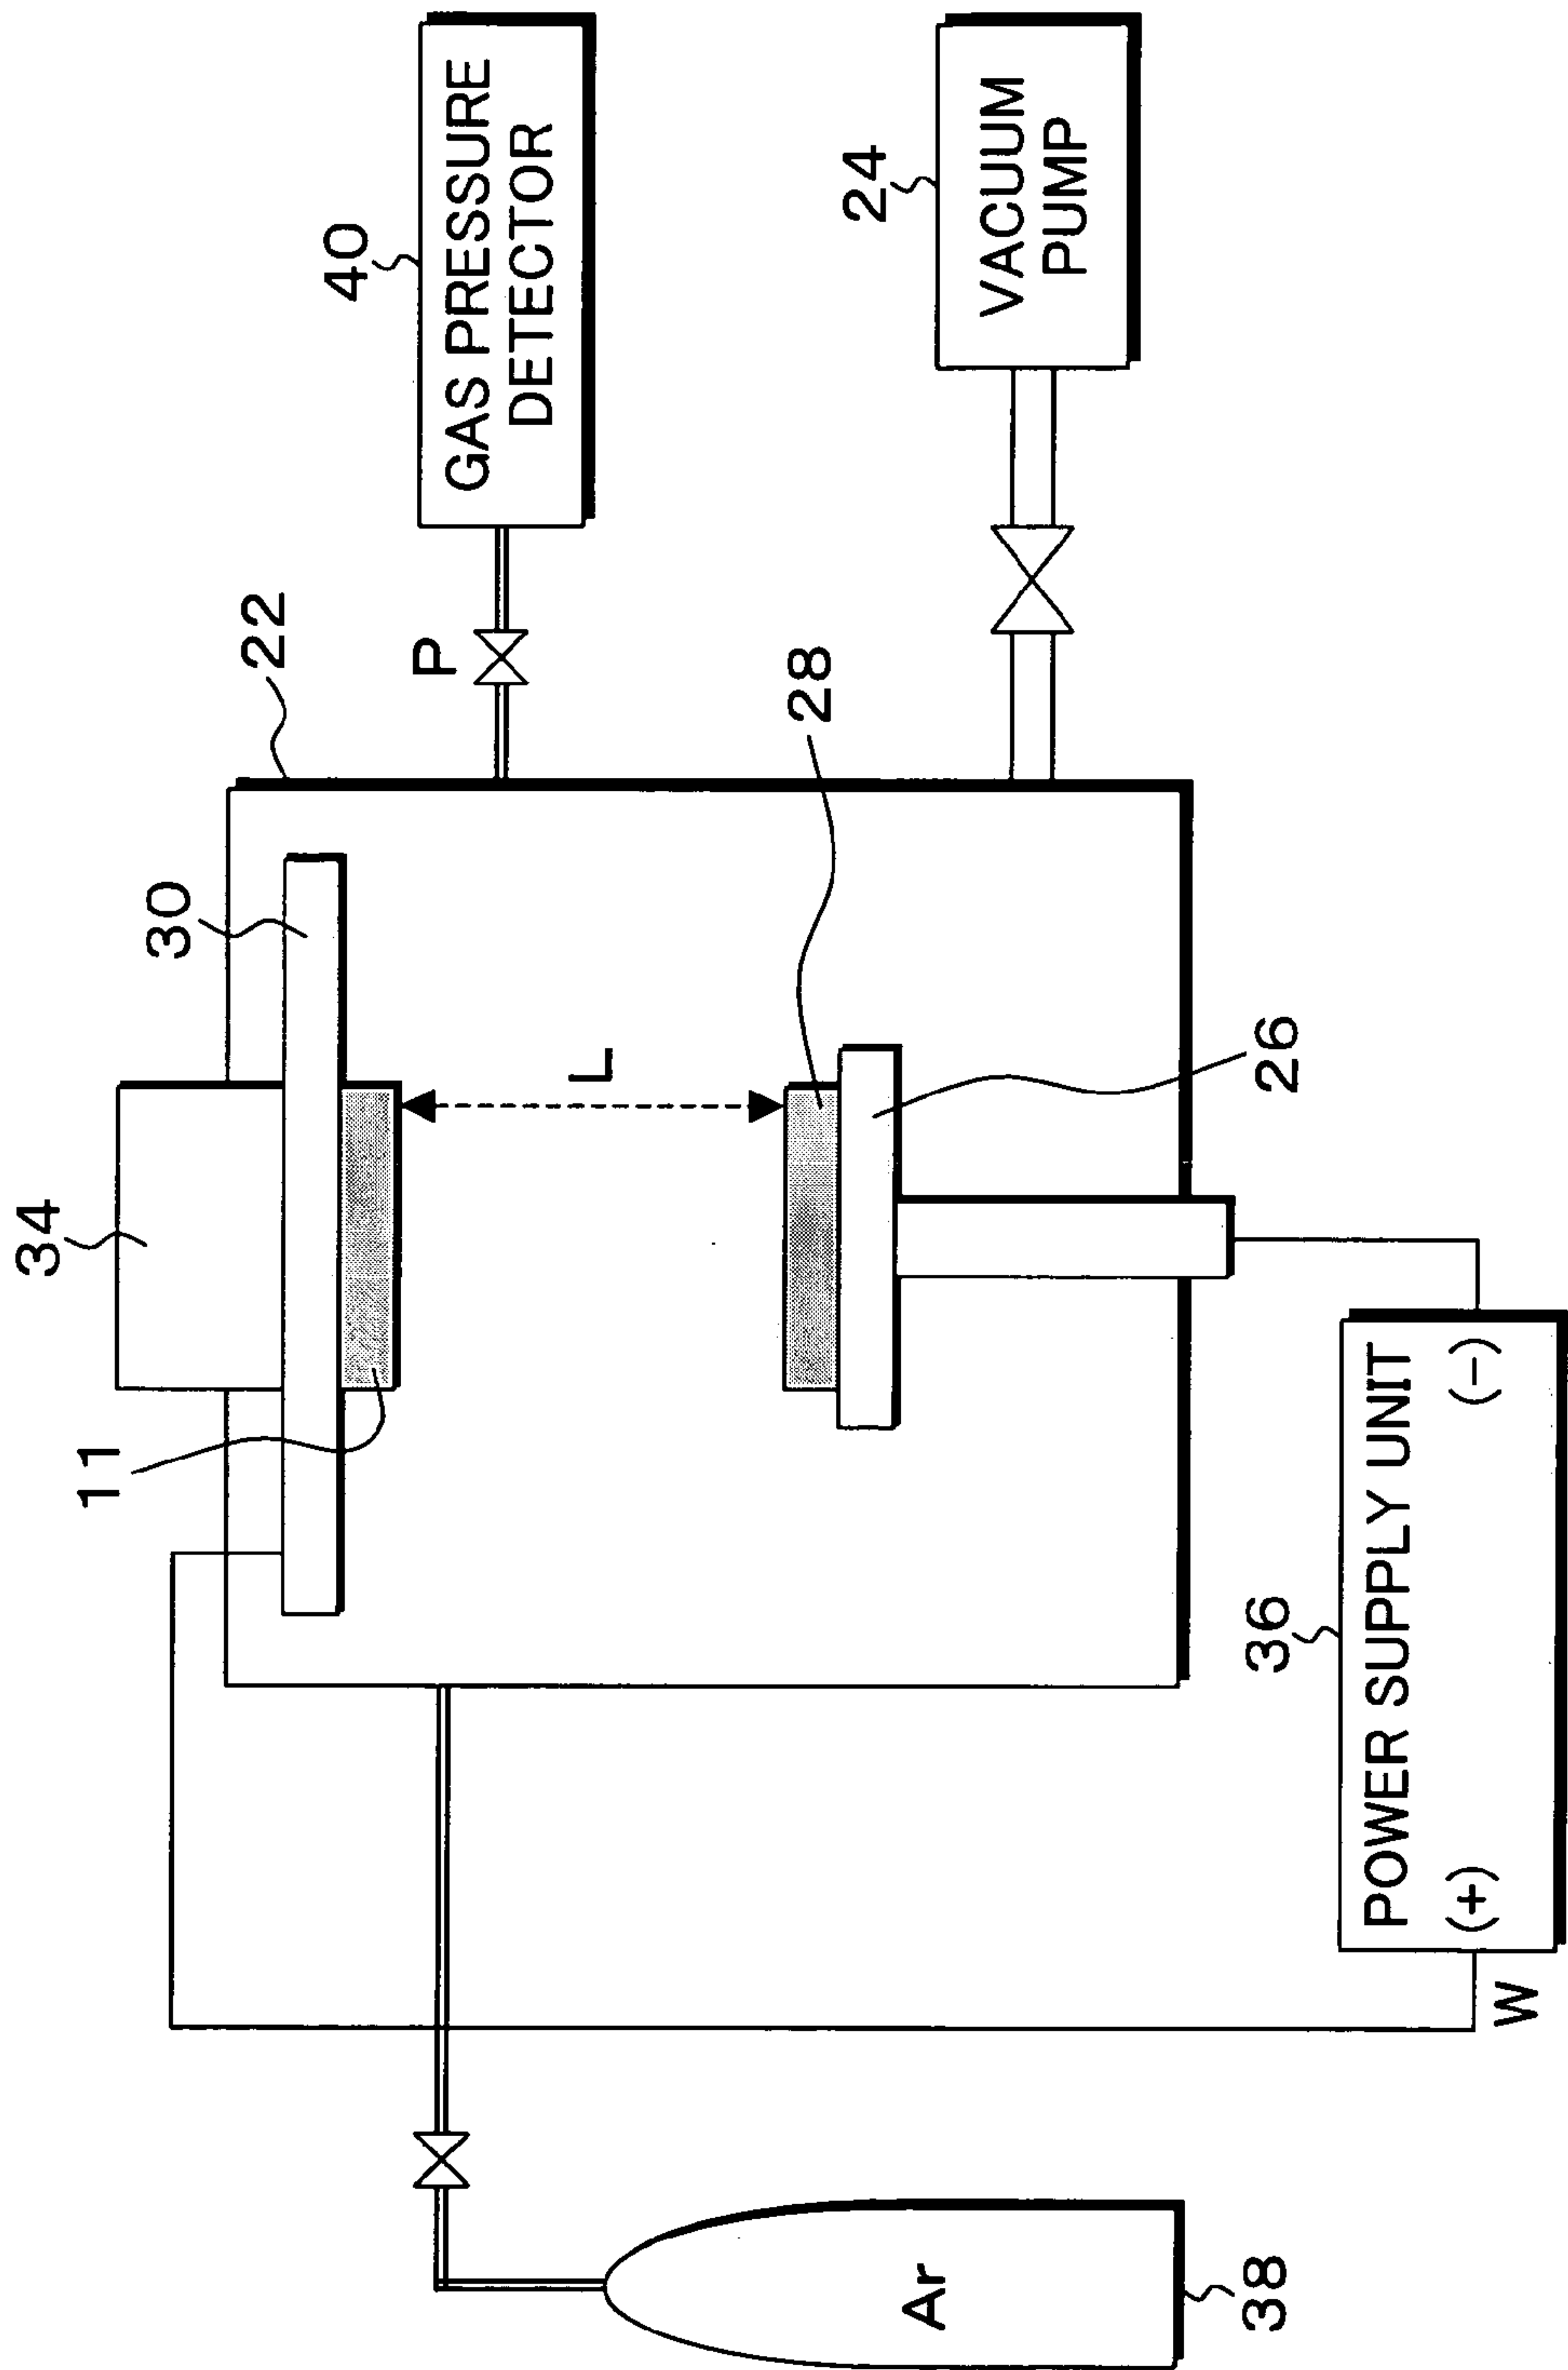 34
11
30
22
40
P
GAS PRESSURE
DETECTOR
L
28
24
VACUUM
PUMP
Ar
38
36
26
POWER SUPPLY UNIT
(+) (-)
W